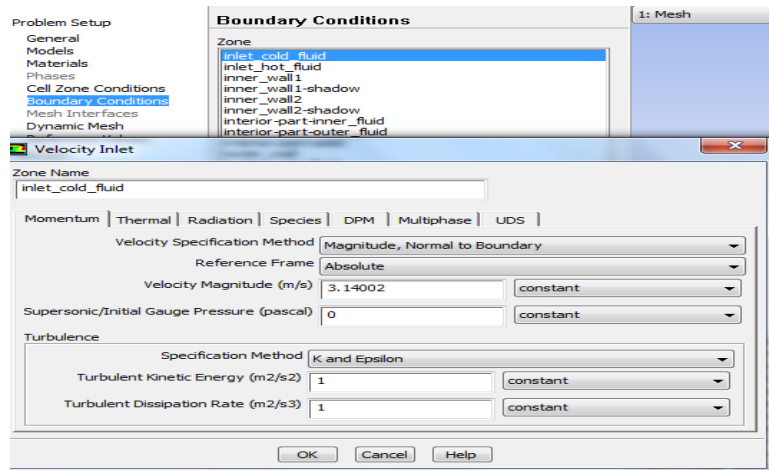 Problem Setup
General
Models
Materials
Phases
Cell Zone Conditions
Boundary Conditions
Mesh Interfaces
Dynamic Mesh
Boundary Conditions
Zone
inlet_cold_fluid
inlet_hot_fluid
inner_wall1
inner_wall1-shadow
inner_wall2
inner_wall2-shadow
interior-part-inner_fluid
interior-part-outer_fluid
1: Mesh
Velocity Inlet
Zone Name
inlet_cold_fluid
Momentum Thermal Radiation Species DPM Multiphase UDS
Velocity Specification Method Magnitude, Normal to Boundary
Reference Frame Absolute
Velocity Magnitude (m/s) 3.14002 constant
Supersonic/Initial Gauge Pressure (pascal) 0 constant
Turbulence
Specification Method K and Epsilon
Turbulent Kinetic Energy (m2/s2) 1 constant
Turbulent Dissipation Rate (m2/s3) 1 constant
OK Cancel Help